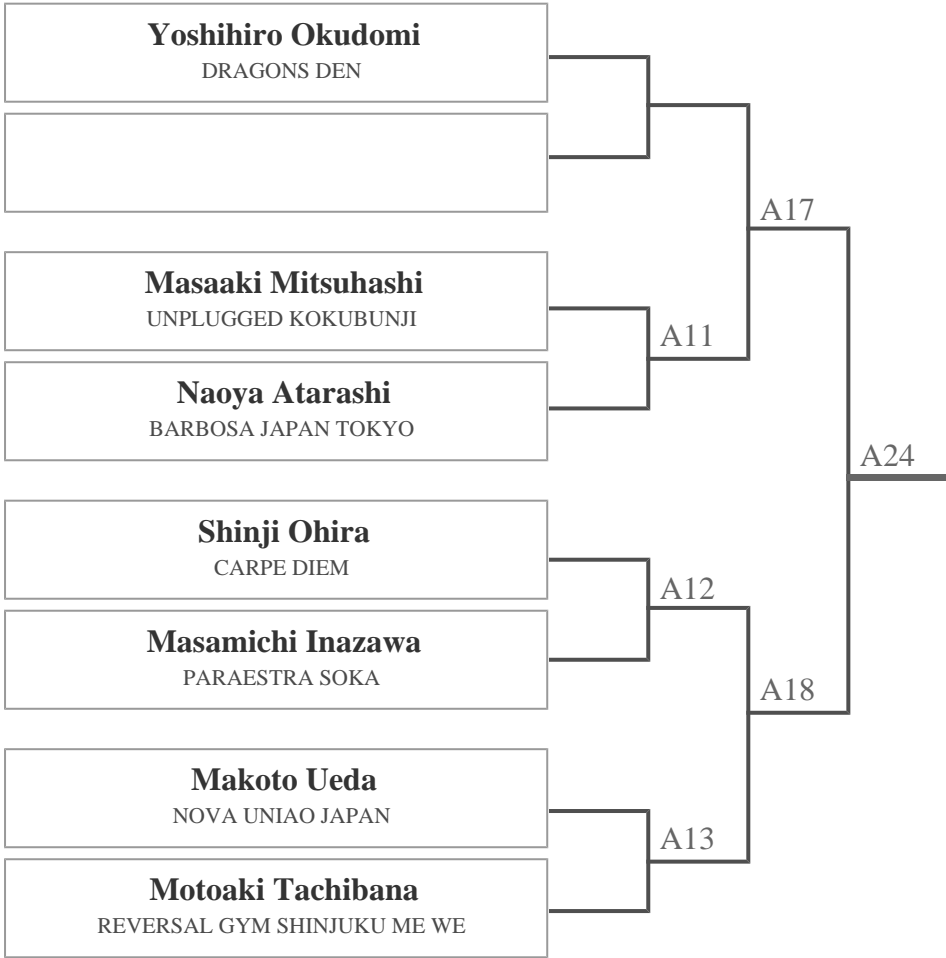 Yoshihiro Okudomi
DRAGONS DEN
A17
Masaaki Mitsuhashi
UNPLUGGED KOKUBUNJI
A11
Naoya Atarashi
BARBOSA JAPAN TOKYO
A24
Shinji Ohira
CARPE DIEM
A12
Masamichi Inazawa
PARAESTRA SOKA
A18
Makoto Ueda
NOVA UNIAO JAPAN
A13
Motoaki Tachibana
REVERSAL GYM SHINJUKU ME WE